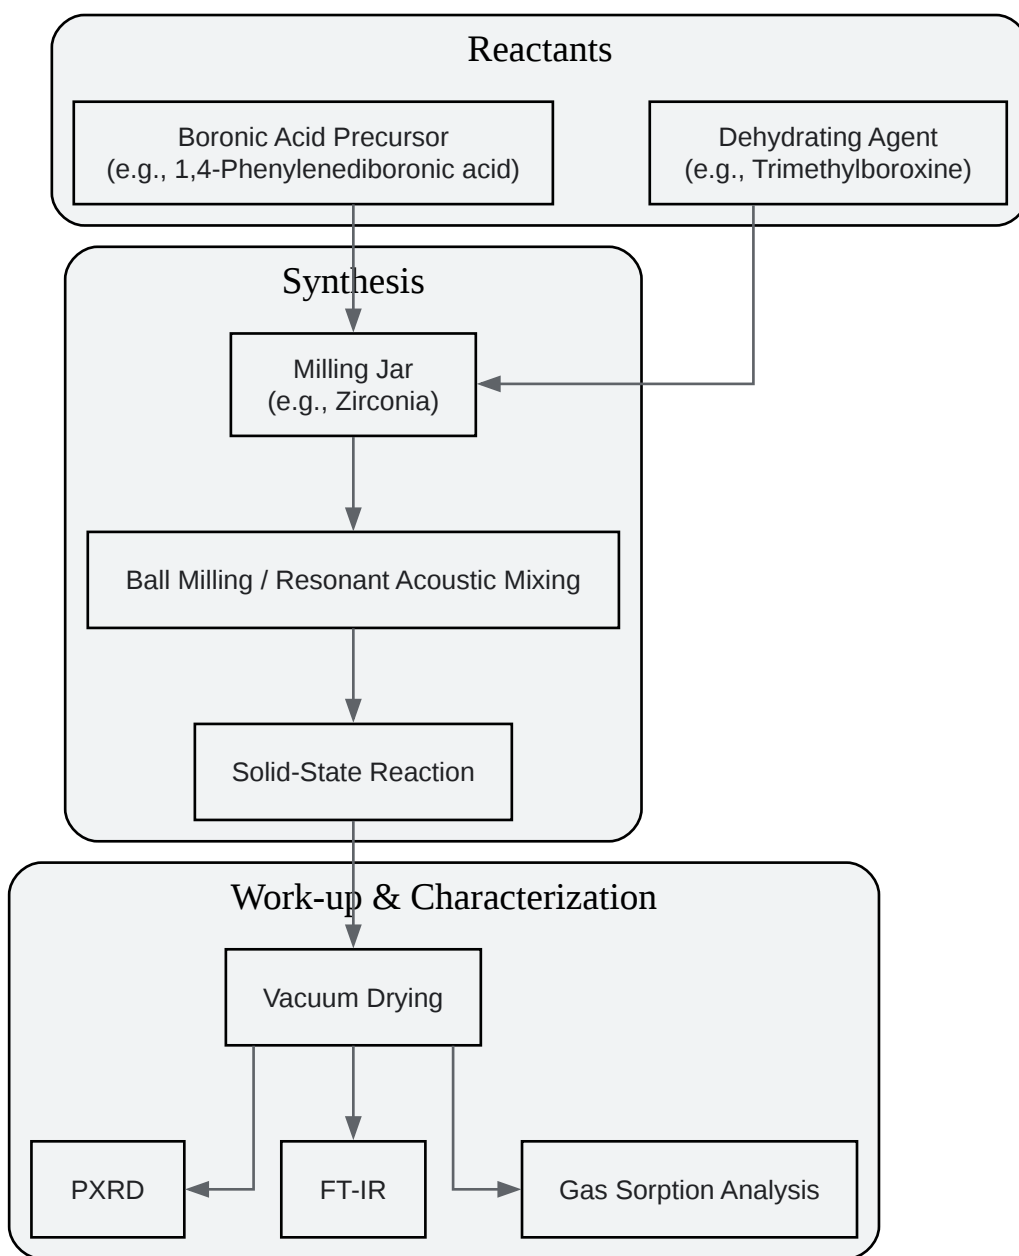 Reactants
Boronic Acid Precursor
(e.g., 1,4-Phenylenediboronic acid)
Dehydrating Agent
(e.g., Trimethylboroxine)
Synthesis
Milling Jar
(e.g., Zirconia)
Ball Milling / Resonant Acoustic Mixing
Solid-State Reaction
Work-up & Characterization
Vacuum Drying
PXRD
FT-IR
Gas Sorption Analysis